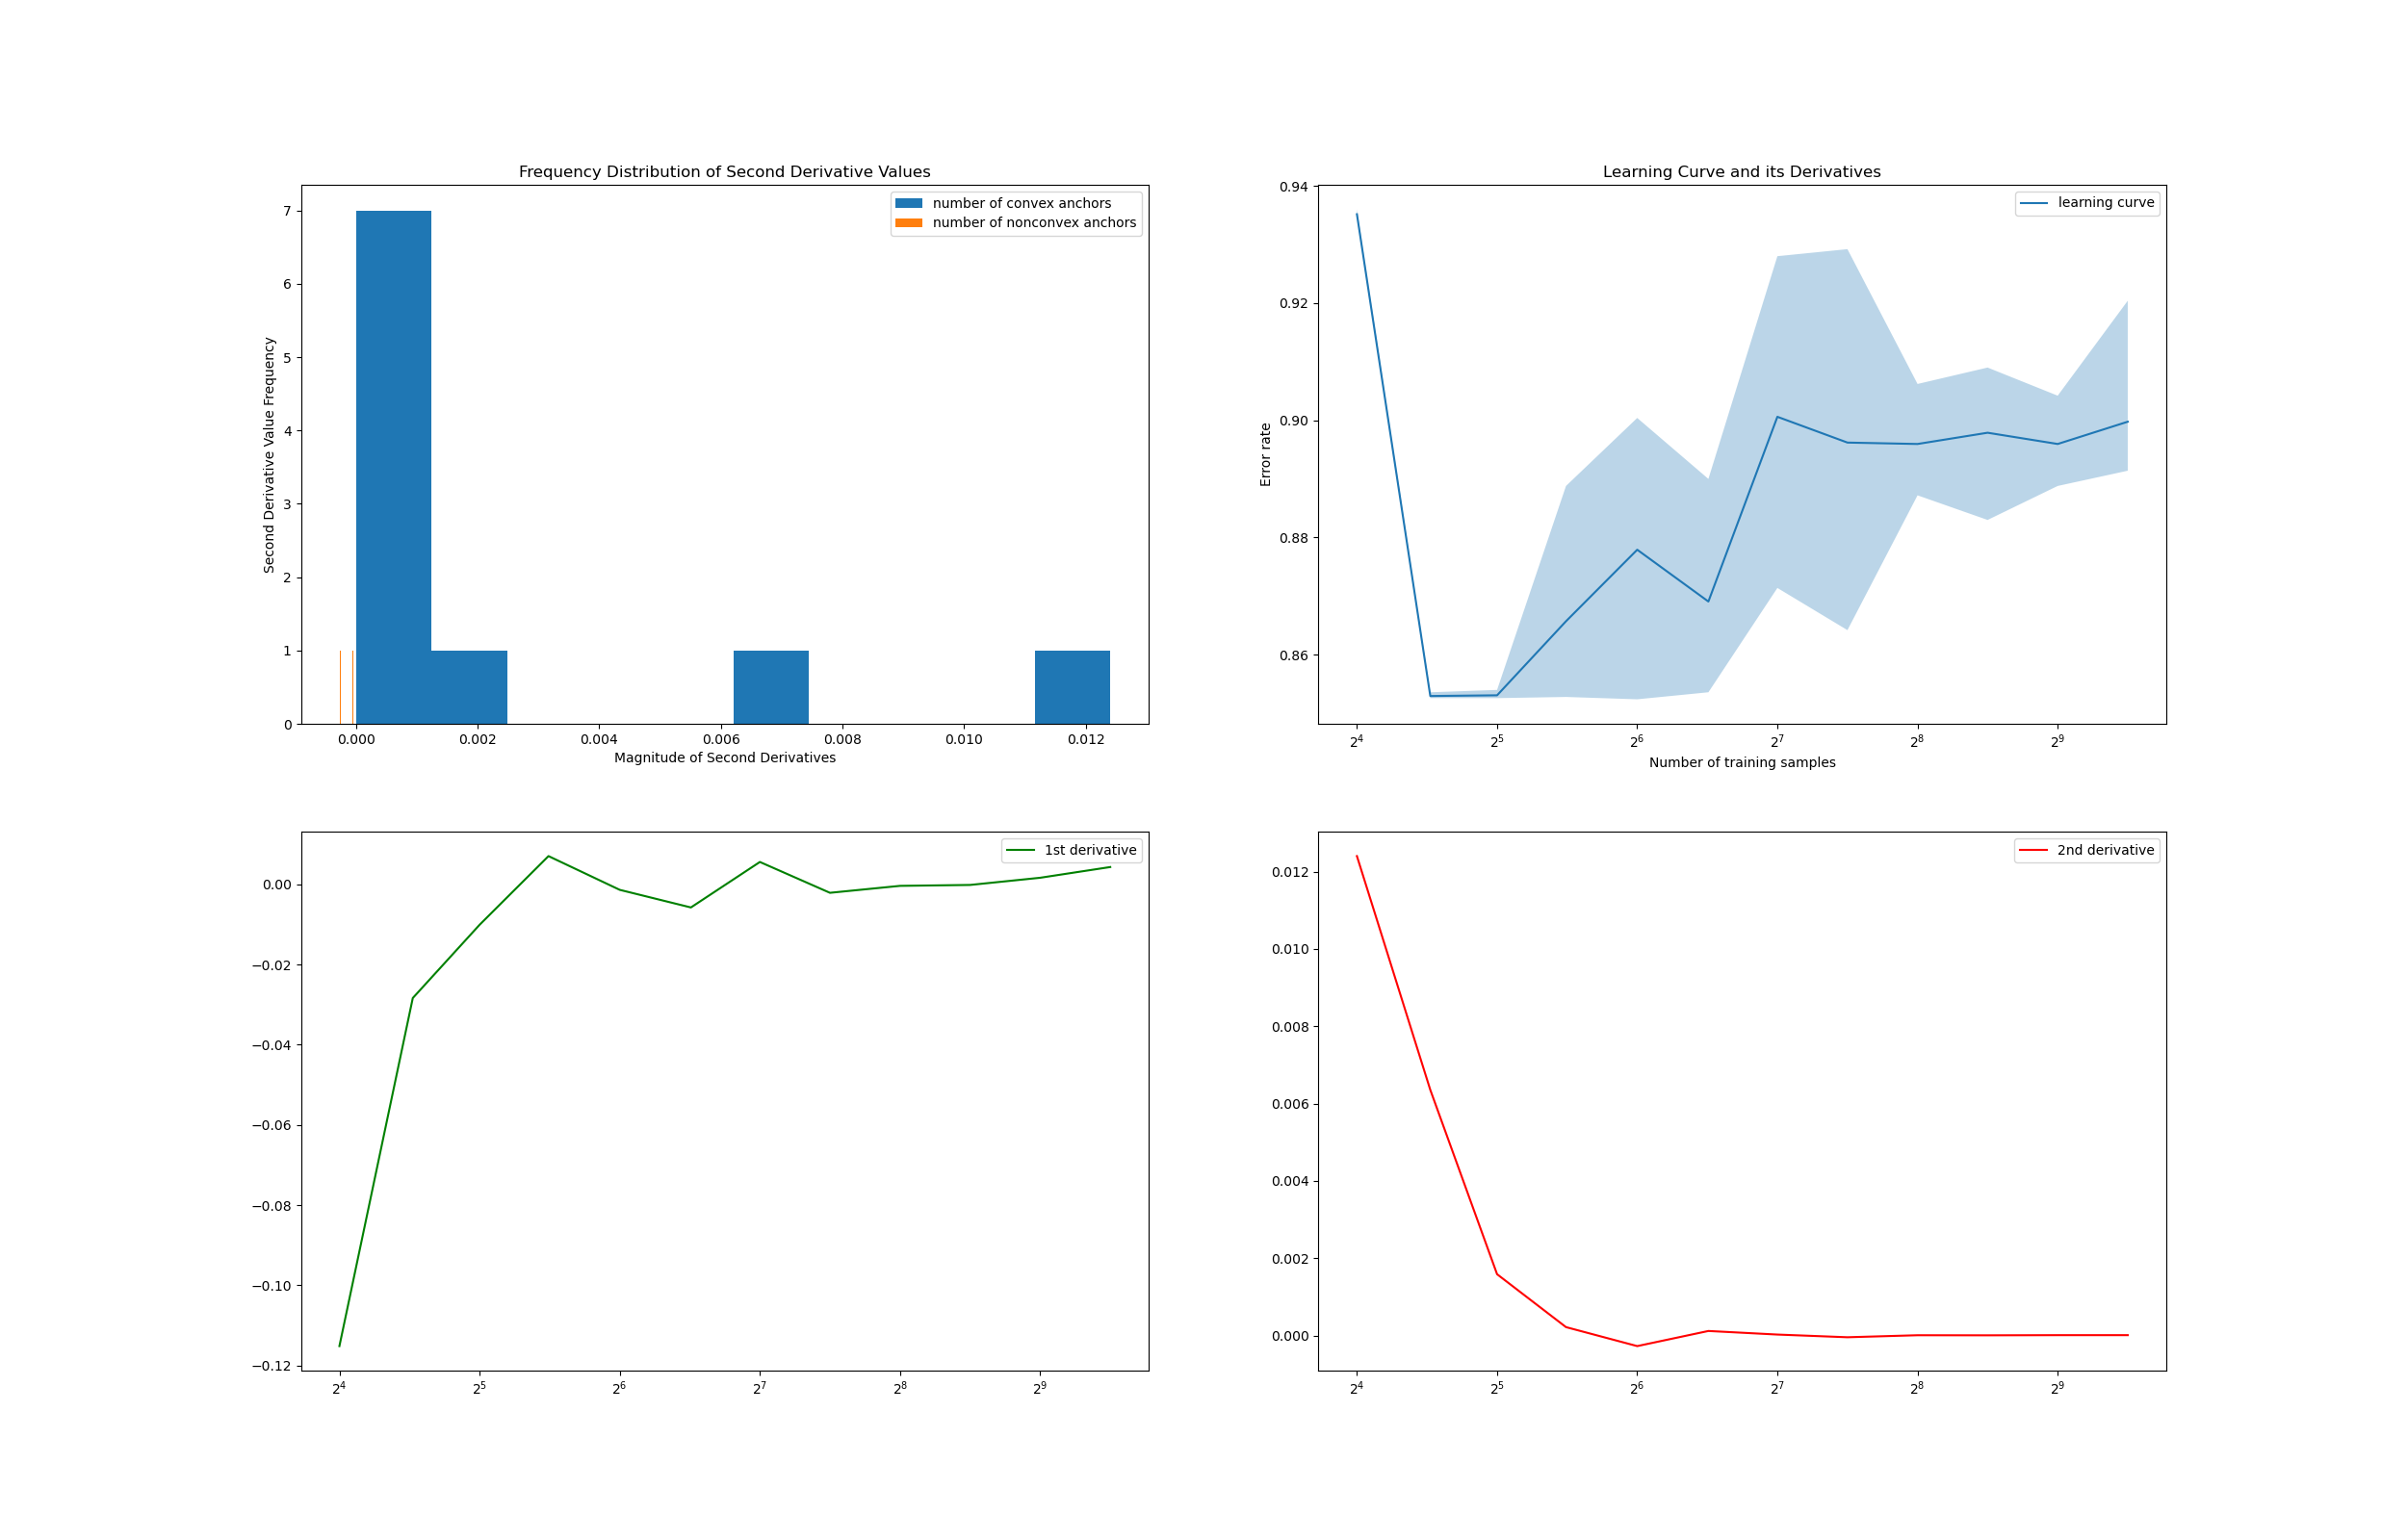 Frequency Distribution of Second Derivative Values
number of convex anchors
number of nonconvex anchors
Second Derivative Value Frequency
7
6
5
4
3
2
1
0
0.000 0.002 0.004 0.006 0.008 0.010 0.012
Magnitude of Second Derivatives
Learning Curve and its Derivatives
learning curve
Error rate
0.94
0.92
0.90
0.88
0.86
2⁴ 2⁵ 2⁶ 2⁷ 2⁸ 2⁹
Number of training samples
1st derivative
0.00
−0.02
−0.04
−0.06
−0.08
−0.10
−0.12
2⁴ 2⁵ 2⁶ 2⁷ 2⁸ 2⁹
2nd derivative
0.012
0.010
0.008
0.006
0.004
0.002
0.000
2⁴ 2⁵ 2⁶ 2⁷ 2⁸ 2⁹